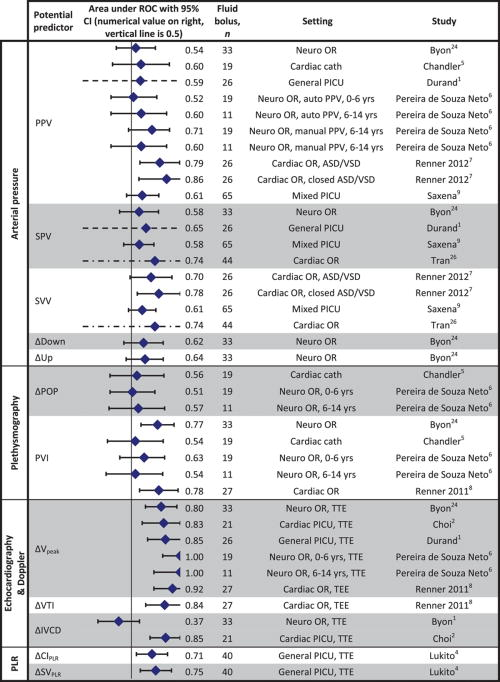 Potential predictor Area under ROC with 95% CI (numerical value on right, vertical line is 0.5) Fluid bolus, n Setting Study
Arterial pressure
PPV
0.54 33 Neuro OR Byon24
0.60 19 Cardiac cath Chandler5
0.59 26 General PICU Durand1
0.52 19 Neuro OR, auto PPV, 0-6 yrs Pereira de Souza Neto6
0.60 11 Neuro OR, auto PPV, 6-14 yrs Pereira de Souza Neto6
0.71 19 Neuro OR, manual PPV, 6-14 yrs Pereira de Souza Neto6
0.60 11 Neuro OR, manual PPV, 6-14 yrs Pereira de Souza Neto6
0.79 26 Cardiac OR, ASD/VSD Renner 20127
0.86 26 Cardiac OR, closed ASD/VSD Renner 20127
0.61 65 Mixed PICU Saxena9
SPV
0.58 33 Neuro OR Byon24
0.65 26 General PICU Durand1
0.58 65 Mixed PICU Saxena9
0.74 44 Cardiac OR Tran26
SVV
0.70 26 Cardiac OR, ASD/VSD Renner 20127
0.78 26 Cardiac OR, closed ASD/VSD Renner 20127
0.61 65 Mixed PICU Saxena9
0.74 44 Cardiac OR Tran26
ΔDown 0.62 33 Neuro OR Byon24
ΔUp 0.64 33 Neuro OR Byon24
Plethysmography
ΔPOP
0.56 19 Cardiac cath Chandler5
0.51 19 Neuro OR, 0-6 yrs Pereira de Souza Neto6
0.57 11 Neuro OR, 6-14 yrs Pereira de Souza Neto6
PVI
0.77 33 Neuro OR Byon24
0.54 19 Cardiac cath Chandler5
0.63 19 Neuro OR, 0-6 yrs Pereira de Souza Neto6
0.54 11 Neuro OR, 6-14 yrs Pereira de Souza Neto6
0.78 27 Cardiac OR Renner 20118
Echocardiography & Doppler
ΔVpeak
0.80 33 Neuro OR, TTE Byon24
0.83 21 Cardiac PICU, TTE Choi2
0.85 26 General PICU, TTE Durand1
1.00 19 Neuro OR, 0-6 yrs, TTE Pereira de Souza Neto6
1.00 11 Neuro OR, 6-14 yrs, TTE Pereira de Souza Neto6
0.92 27 Cardiac OR, TEE Renner 20118
ΔVTI 0.84 27 Cardiac OR, TEE Renner 20118
ΔIVCD
0.37 33 Neuro OR, TTE Byon1
0.85 21 Cardiac PICU, TTE Choi2
PLR
ΔCIPLR 0.71 40 General PICU, TTE Lukito4
ΔSVPLR 0.75 40 General PICU, TTE Lukito4